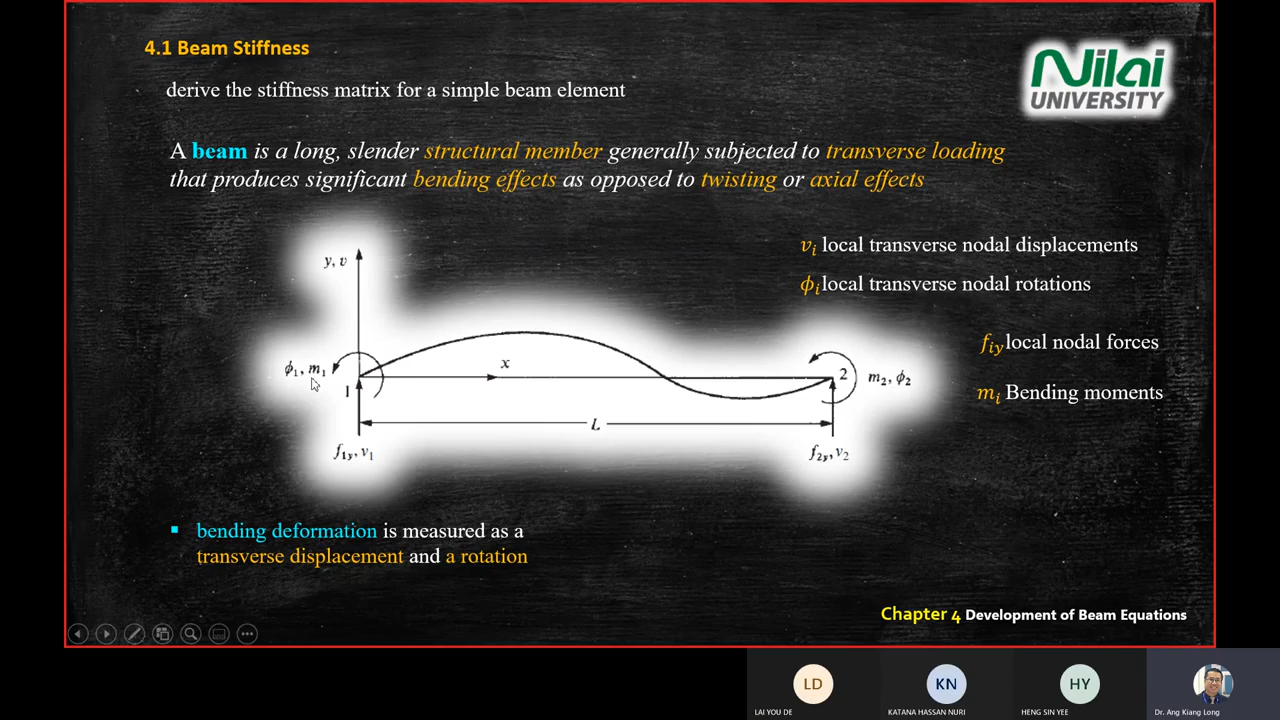 4.1 Beam Stiffness
Nilai
UNIVERSITY
derive the stiffness matrix for a simple beam element
A beam is a long, slender structural member generally subjected to transverse loading
that produces significant bending effects as opposed to twisting or axial effects
vᵢ local transverse nodal displacements
y, v
ϕᵢ local transverse nodal rotations
fᵢy local nodal forces
x
ϕ₁, m₁
2
m₂, ϕ₂
1
mᵢ Bending moments
L
f₁y, v₁
f₂y, v₂
▪ bending deformation is measured as a
transverse displacement and a rotation
Chapter 4 Development of Beam Equations
LD
KN
HY
LAI YOU DE
KATANA HASSAN NURI
HENG SIN YEE
Dr. Ang Kiang Long